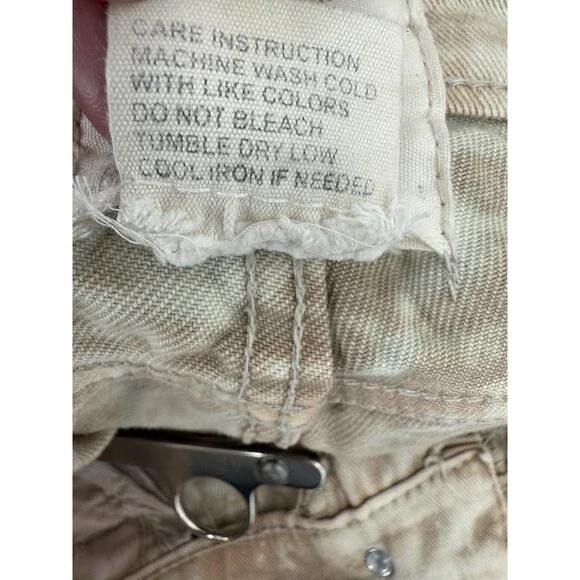 CARE INSTRUCTION
MACHINE WASH COLD
WITH LIKE COLORS
DO NOT BLEACH
TUMBLE DRY LOW
COOL IRON IF NEEDED